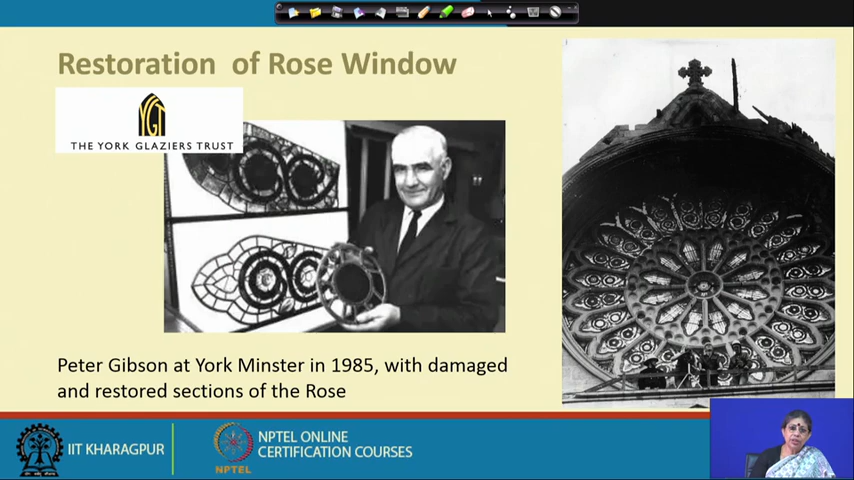 Restoration of Rose Window
YGT
THE YORK GLAZIERS TRUST
Peter Gibson at York Minster in 1985, with damaged
and restored sections of the Rose
IIT KHARAGPUR
NPTEL
NPTEL ONLINE
CERTIFICATION COURSES